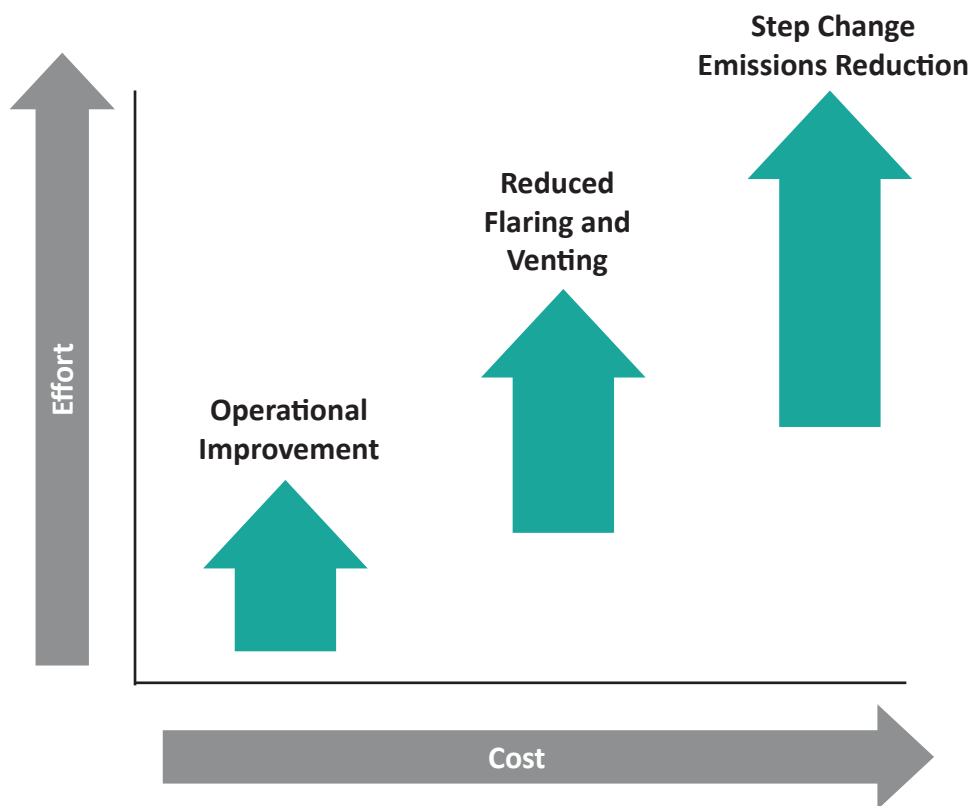 Step Change
Emissions Reduction
Reduced
Flaring and
Venting
Operational
Improvement
Effort
Cost